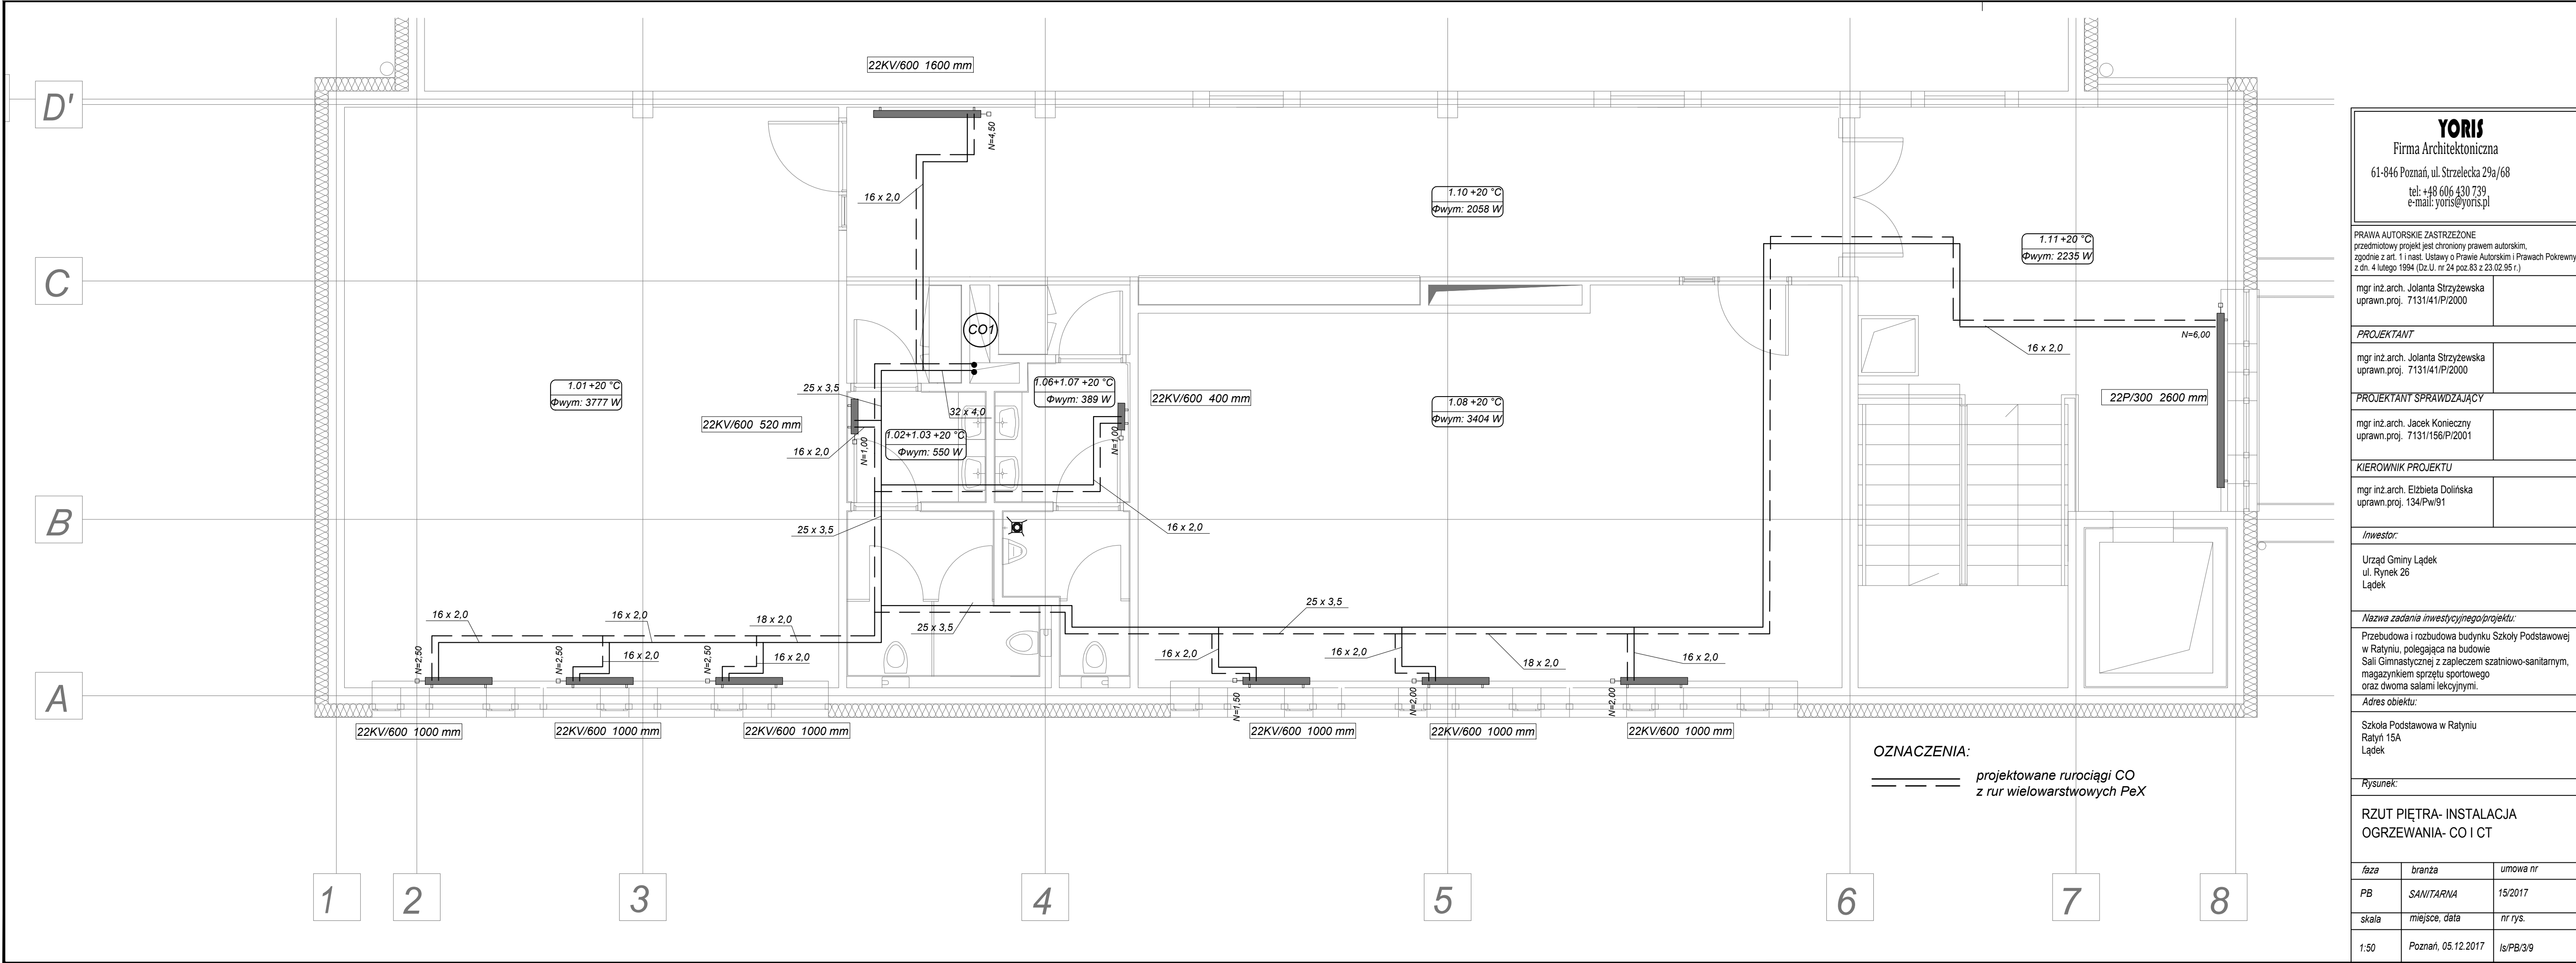 22KV/600 1600 mm
D'
N=4,50
16 x 2,0
1.10 +20 °C
Φwym: 2058 W
1.11 +20 °C
Φwym: 2235 W
C
CO1
N=6,00
16 x 2,0
1.01 +20 °C
Φwym: 3777 W
25 x 3,5
1.06+1.07 +20 °C
Φwym: 389 W
22KV/600 400 mm
1.08 +20 °C
Φwym: 3404 W
22P/300 2600 mm
32 x 4,0
22KV/600 520 mm
1.02+1.03 +20 °C
Φwym: 550 W
16 x 2,0
N=1,00
N=1,00
B
25 x 3,5
16 x 2,0
16 x 2,0
16 x 2,0
18 x 2,0
25 x 3,5
25 x 3,5
N=2,50
N=2,50
16 x 2,0
N=2,50
16 x 2,0
16 x 2,0
16 x 2,0
18 x 2,0
16 x 2,0
A
N=1,50
N=2,00
N=2,00
22KV/600 1000 mm
22KV/600 1000 mm
22KV/600 1000 mm
22KV/600 1000 mm
22KV/600 1000 mm
22KV/600 1000 mm
OZNACZENIA:
projektowane rurociągi CO
z rur wielowarstwowych PeX
1
2
3
4
5
6
7
8
YORIS
Firma Architektoniczna
61-846 Poznań, ul. Strzelecka 29a/68
tel: +48 606 430 739
e-mail: yoris@yoris.pl
PRAWA AUTORSKIE ZASTRZEŻONE
przedmiotowy projekt jest chroniony prawem autorskim,
zgodnie z art. 1 i nast. Ustawy o Prawie Autorskim i Prawach Pokrewny
z dn. 4 lutego 1994 (Dz.U. nr 24 poz.83 z 23.02.95 r.)
mgr inż.arch. Jolanta Strzyżewska
uprawn.proj. 7131/41/P/2000
PROJEKTANT
mgr inż.arch. Jolanta Strzyżewska
uprawn.proj. 7131/41/P/2000
PROJEKTANT SPRAWDZAJĄCY
mgr inż.arch. Jacek Konieczny
uprawn.proj. 7131/156/P/2001
KIEROWNIK PROJEKTU
mgr inż.arch. Elżbieta Dolińska
uprawn.proj. 134/Pw/91
Inwestor:
Urząd Gminy Lądek
ul. Rynek 26
Lądek
Nazwa zadania inwestycyjnego/projektu:
Przebudowa i rozbudowa budynku Szkoły Podstawowej
w Ratyniu, polegająca na budowie
Sali Gimnastycznej z zapleczem szatniowo-sanitarnym,
magazynkiem sprzętu sportowego
oraz dwoma salami lekcyjnymi.
Adres obiektu:
Szkoła Podstawowa w Ratyniu
Ratyń 15A
Lądek
Rysunek:
RZUT PIĘTRA- INSTALACJA
OGRZEWANIA- CO I CT
faza branża umowa nr
PB SANITARNA 15/2017
skala miejsce, data nr rys.
1:50 Poznań, 05.12.2017 Is/PB/3/9